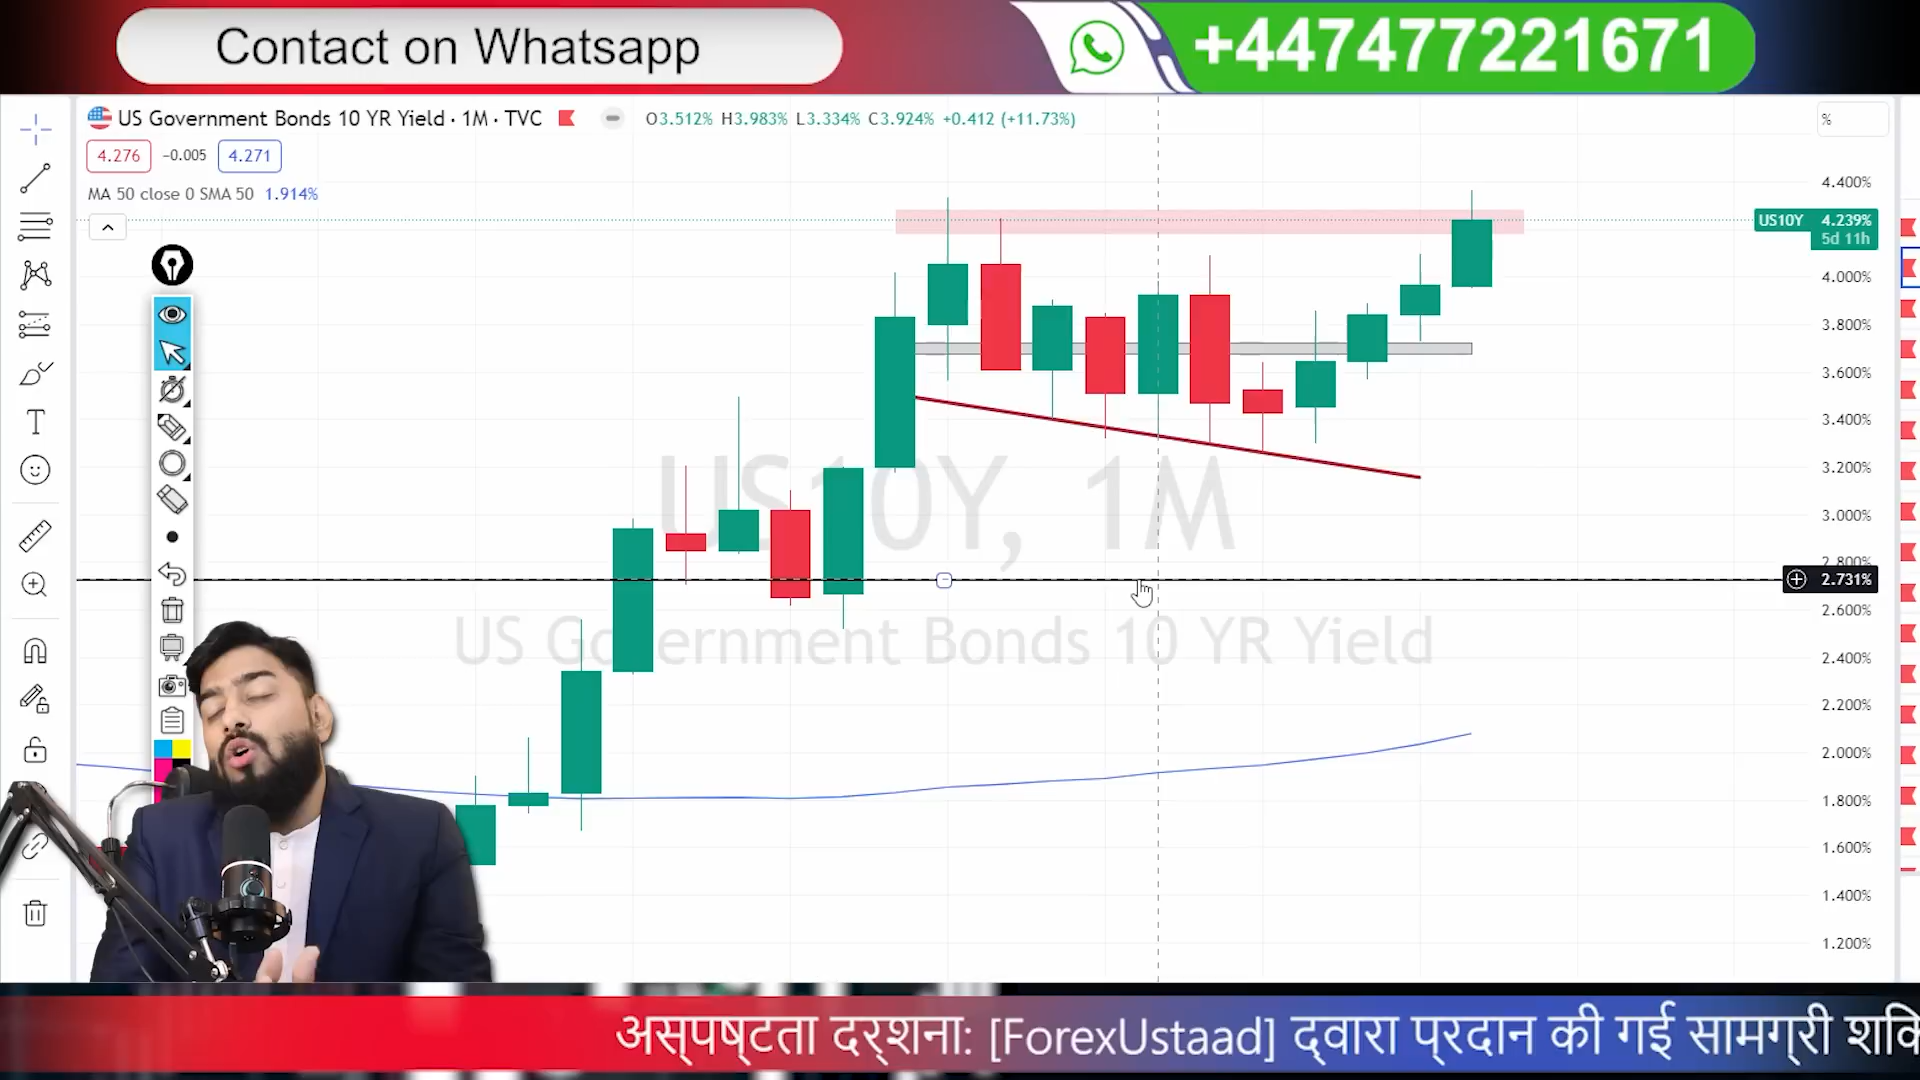 Contact on Whatsapp
+447477221671
US Government Bonds 10 YR Yield · 1M · TVC
O3.512% H3.983% L3.334% C3.924% +0.412 (+11.73%)
%
4.276 −0.005 4.271
MA 50 close 0 SMA 50 1.914%
4.400%
US10Y 4.239%
5d 11h
4.000%
3.800%
3.600%
3.400%
3.200%
US10Y, 1M
3.000%
2.800%
2.731%
2.600%
US Government Bonds 10 YR Yield
2.400%
2.200%
2.000%
1.800%
1.600%
1.400%
1.200%
अस्पष्टता दर्शना: [ForexUstaad] द्वारा प्रदान की गई सामग्री